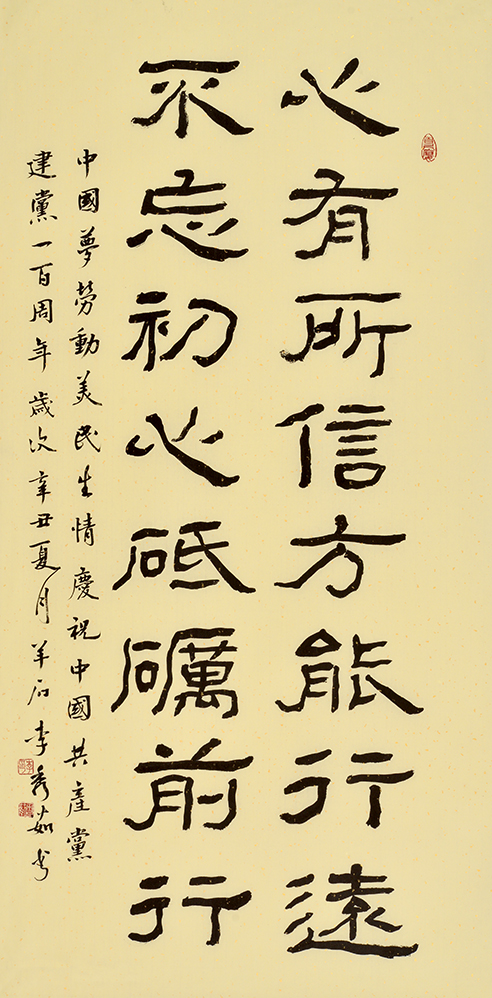 心有所信方能行遠
不忘初心砥礪前行
中國夢勞動美民生情慶祝中國共產黨
建黨一百周年歲次辛丑夏月羊石李秀茹书